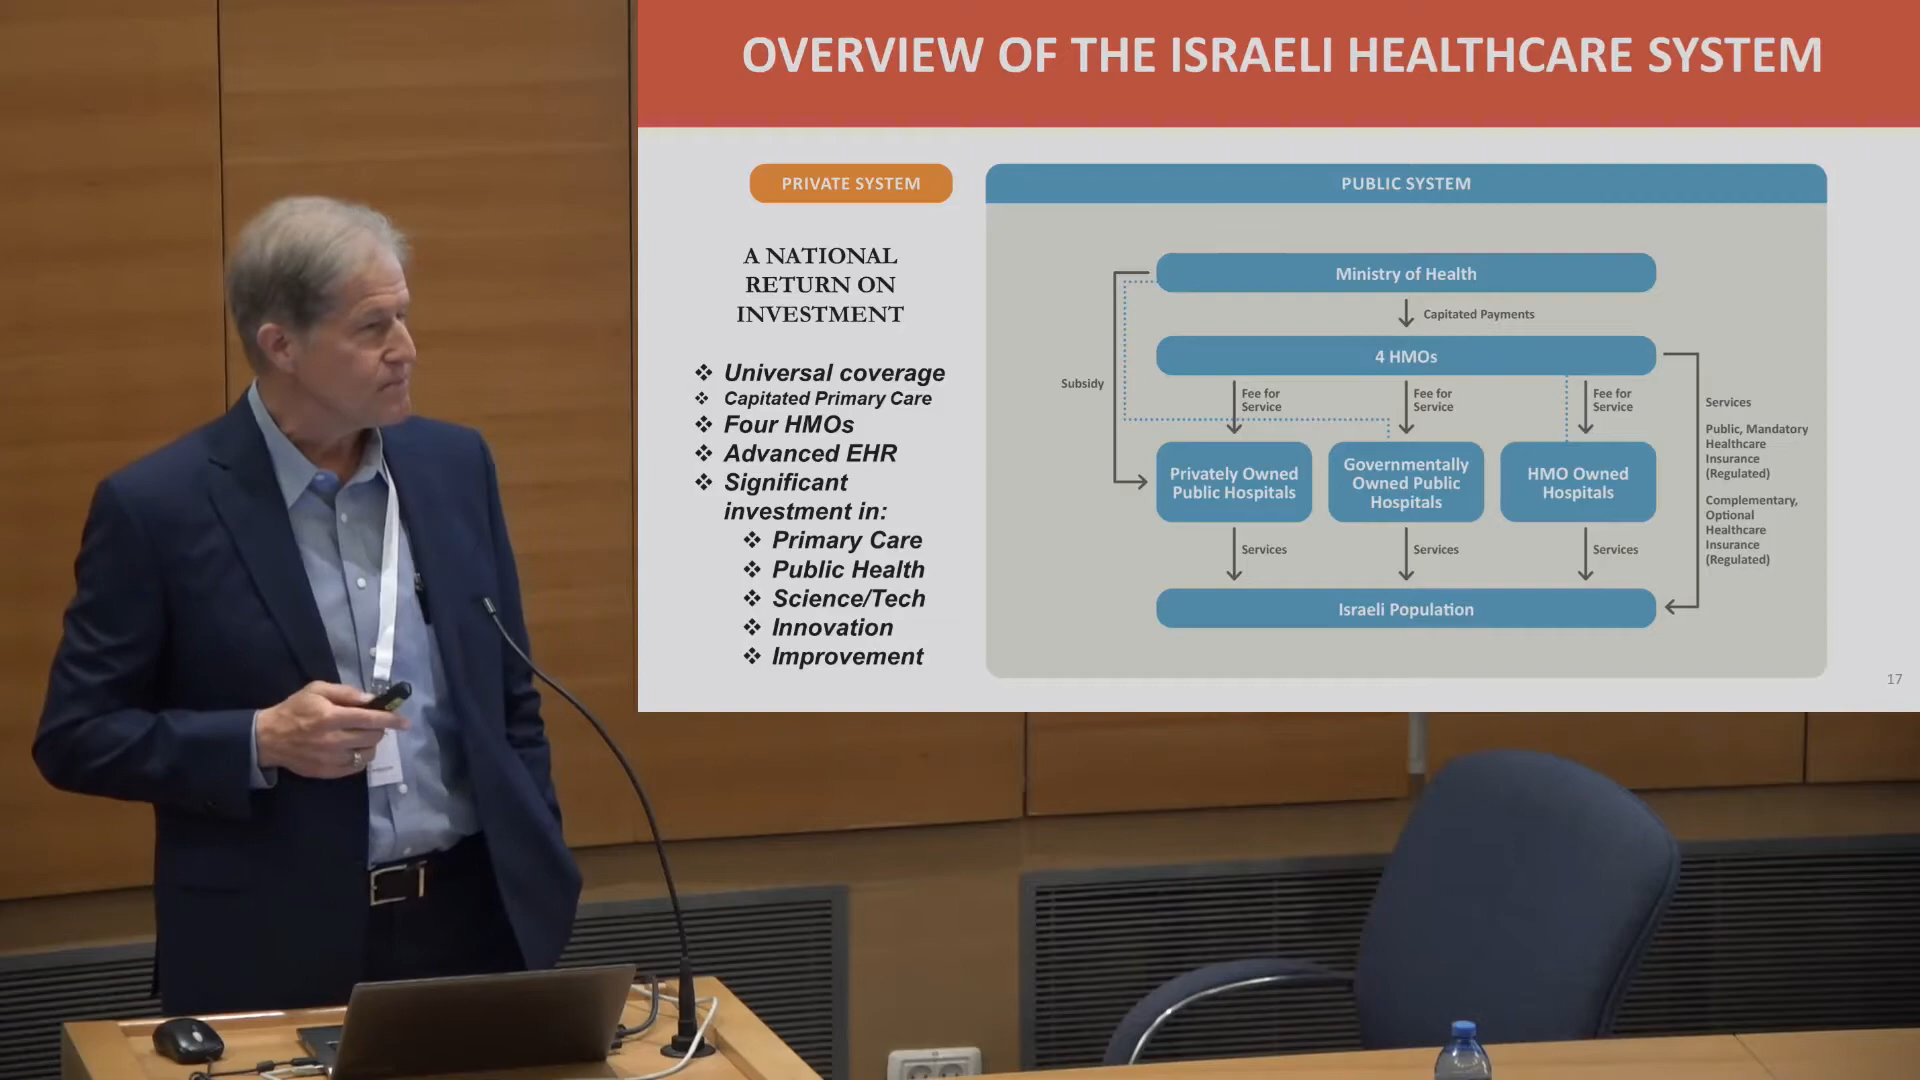 OVERVIEW OF THE ISRAELI HEALTHCARE SYSTEM
PRIVATE SYSTEM
A NATIONAL
RETURN ON
INVESTMENT
❖ Universal coverage
❖ Capitated Primary Care
❖ Four HMOs
❖ Advanced EHR
❖ Significant
investment in:
❖ Primary Care
❖ Public Health
❖ Science/Tech
❖ Innovation
❖ Improvement
PUBLIC SYSTEM
Ministry of Health
Capitated Payments
4 HMOs
Subsidy
Fee for
Service
Fee for
Service
Fee for
Service
Services
Public, Mandatory
Healthcare
Insurance
(Regulated)
Complementary,
Optional
Healthcare
Insurance
(Regulated)
Privately Owned
Public Hospitals
Governmentally
Owned Public
Hospitals
HMO Owned
Hospitals
Services
Services
Services
Israeli Population
17